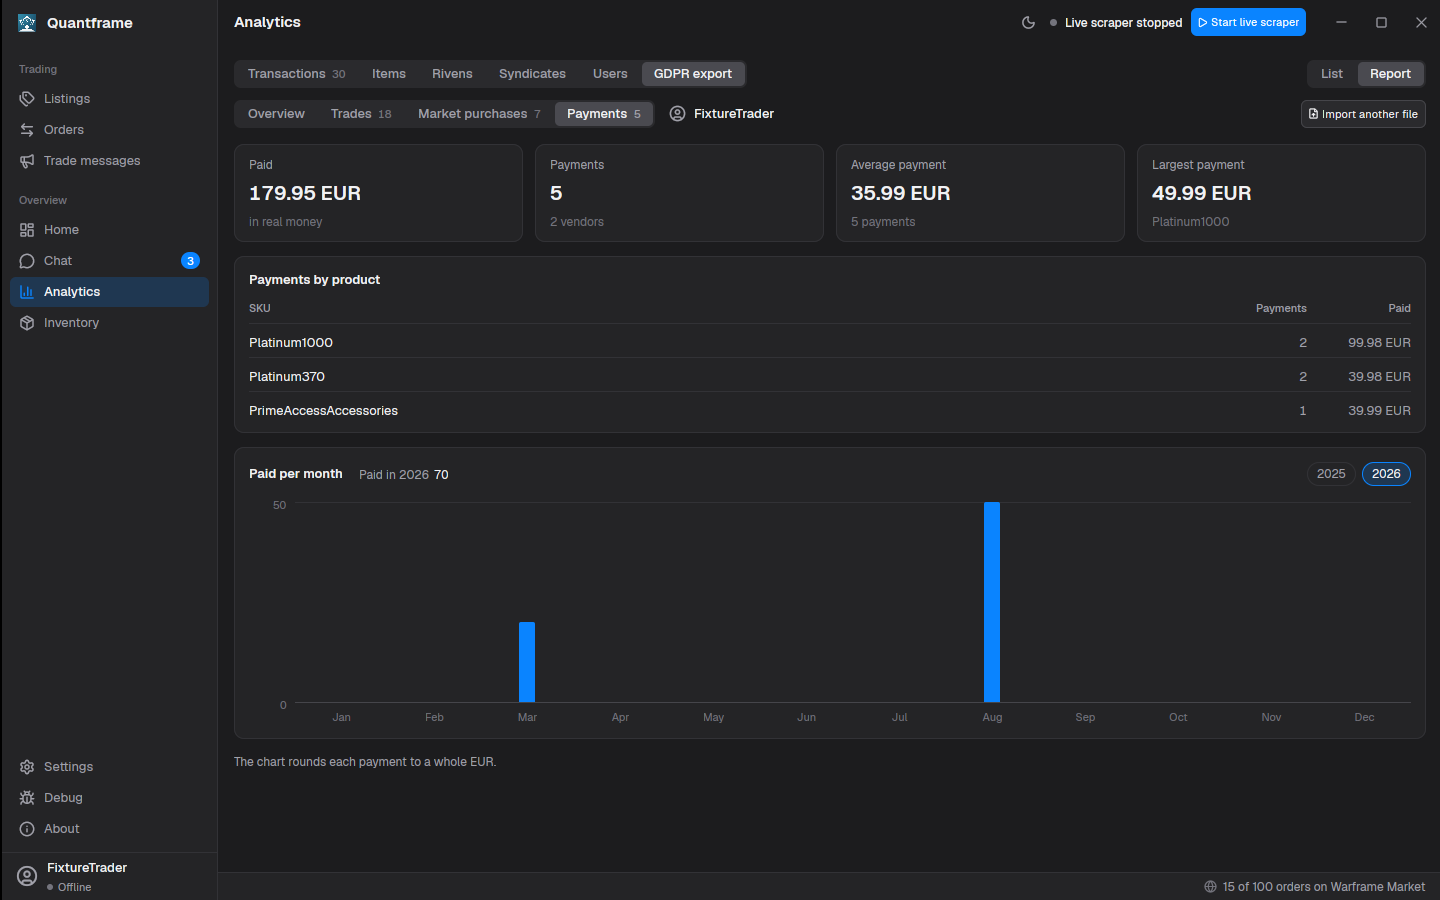 Quantframe
Trading
Listings
Orders
Trade messages
Overview
Home
Chat 3
Analytics
Inventory
Settings
Debug
About
FixtureTrader
Offline
Analytics
Live scraper stopped
Start live scraper
Transactions 30 Items Rivens Syndicates Users GDPR export
List Report
Overview Trades 18 Market purchases 7 Payments 5 FixtureTrader
Import another file
Paid
179.95 EUR
in real money
Payments
5
2 vendors
Average payment
35.99 EUR
5 payments
Largest payment
49.99 EUR
Platinum1000
Payments by product
SKU Payments Paid
Platinum1000 2 99.98 EUR
Platinum370 2 39.98 EUR
PrimeAccessAccessories 1 39.99 EUR
Paid per month Paid in 2026 70 2025 2026
50
0
Jan Feb Mar Apr May Jun Jul Aug Sep Oct Nov Dec
The chart rounds each payment to a whole EUR.
15 of 100 orders on Warframe Market